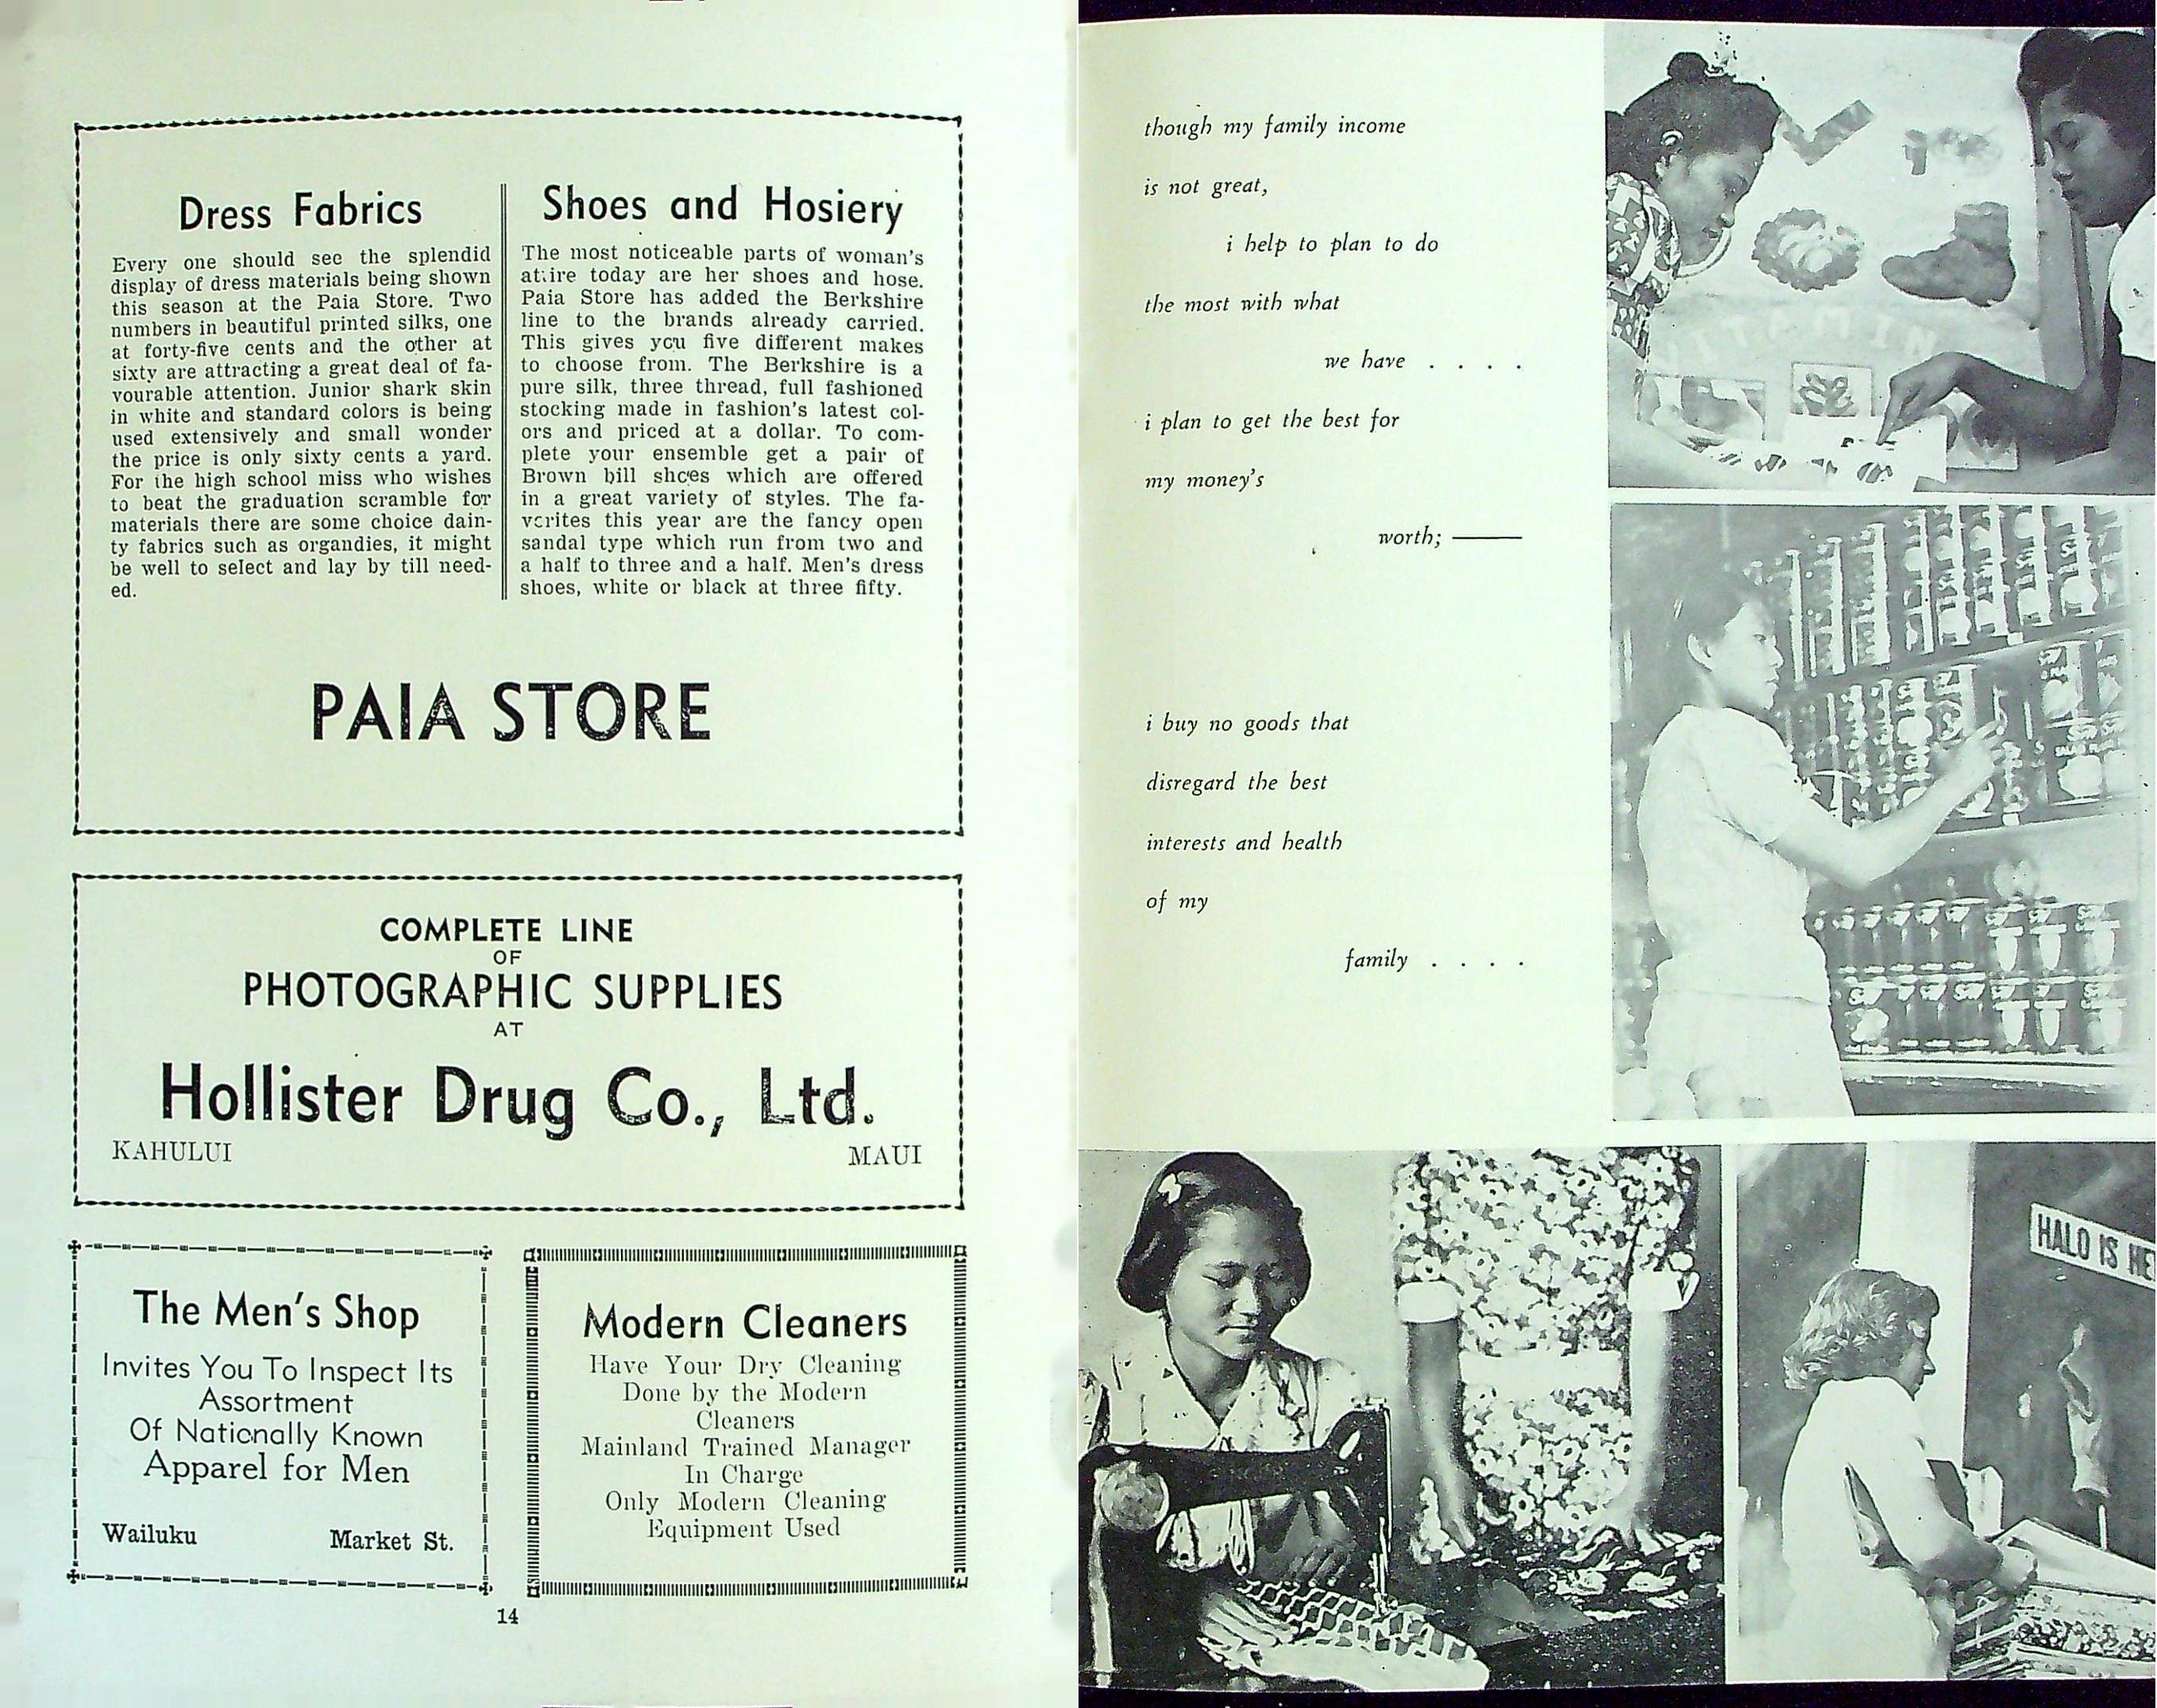 Dress Fabrics
Every one should see the splendid
display of dress materials being shown
this season at the Paia Store. Two
numbers in beautiful printed silks, one
at forty-five cents and the other at
sixty are attracting a great deal of fa-
vourable attention. Junior shark skin
in white and standard colors is being
used extensively and small wonder
the price is only sixty cents a yard.
For the high school miss who wishes
to beat the graduation scramble for
materials there are some choice dain-
ty fabrics such as organdies, it might
be well to select and lay by till need-
ed.
Shoes and Hosiery
The most noticeable parts of woman's
attire today are her shoes and hose.
Paia Store has added the Berkshire
line to the brands already carried.
This gives you five different makes
to choose from. The Berkshire is a
pure silk, three thread, full fashioned
stocking made in fashion's latest col-
ors and priced at a dollar. To com-
plete your ensemble get a pair of
Brown bill shoes which are offered
in a great variety of styles. The fa-
vorites this year are the fancy open
sandal type which run from two and
a half to three and a half. Men's dress
shoes, white or black at three fifty.
PAIA STORE
COMPLETE LINE
OF
PHOTOGRAPHIC SUPPLIES
AT
Hollister Drug Co., Ltd.
KAHULUI MAUI
The Men's Shop
Invites You To Inspect Its
Assortment
Of Nationally Known
Apparel for Men
Wailuku Market St.
Modern Cleaners
Have Your Dry Cleaning
Done by the Modern
Cleaners
Mainland Trained Manager
In Charge
Only Modern Cleaning
Equipment Used
14
though my family income
is not great,
i help to plan to do
the most with what
we have . . . .
i plan to get the best for
my money's
worth; ——
i buy no goods that
disregard the best
interests and health
of my
family . . . .
VITAMIN
HALO IS HE